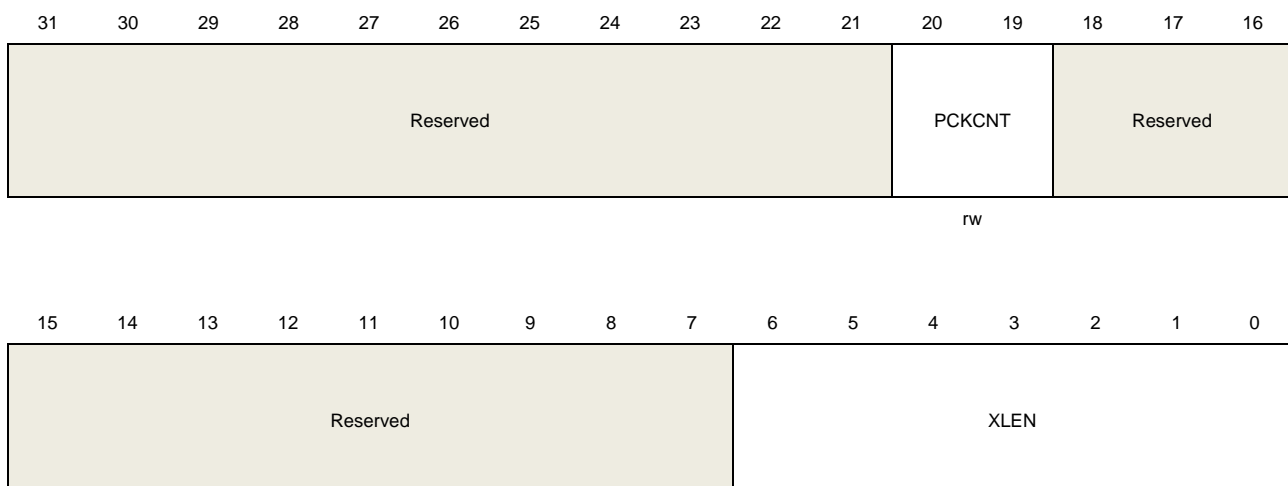 31 30 29 28 27 26 25 24 23 22 21 20 19 18 17 16
Reserved PCKCNT Reserved
rw
15 14 13 12 11 10 9 8 7 6 5 4 3 2 1 0
Reserved XLEN